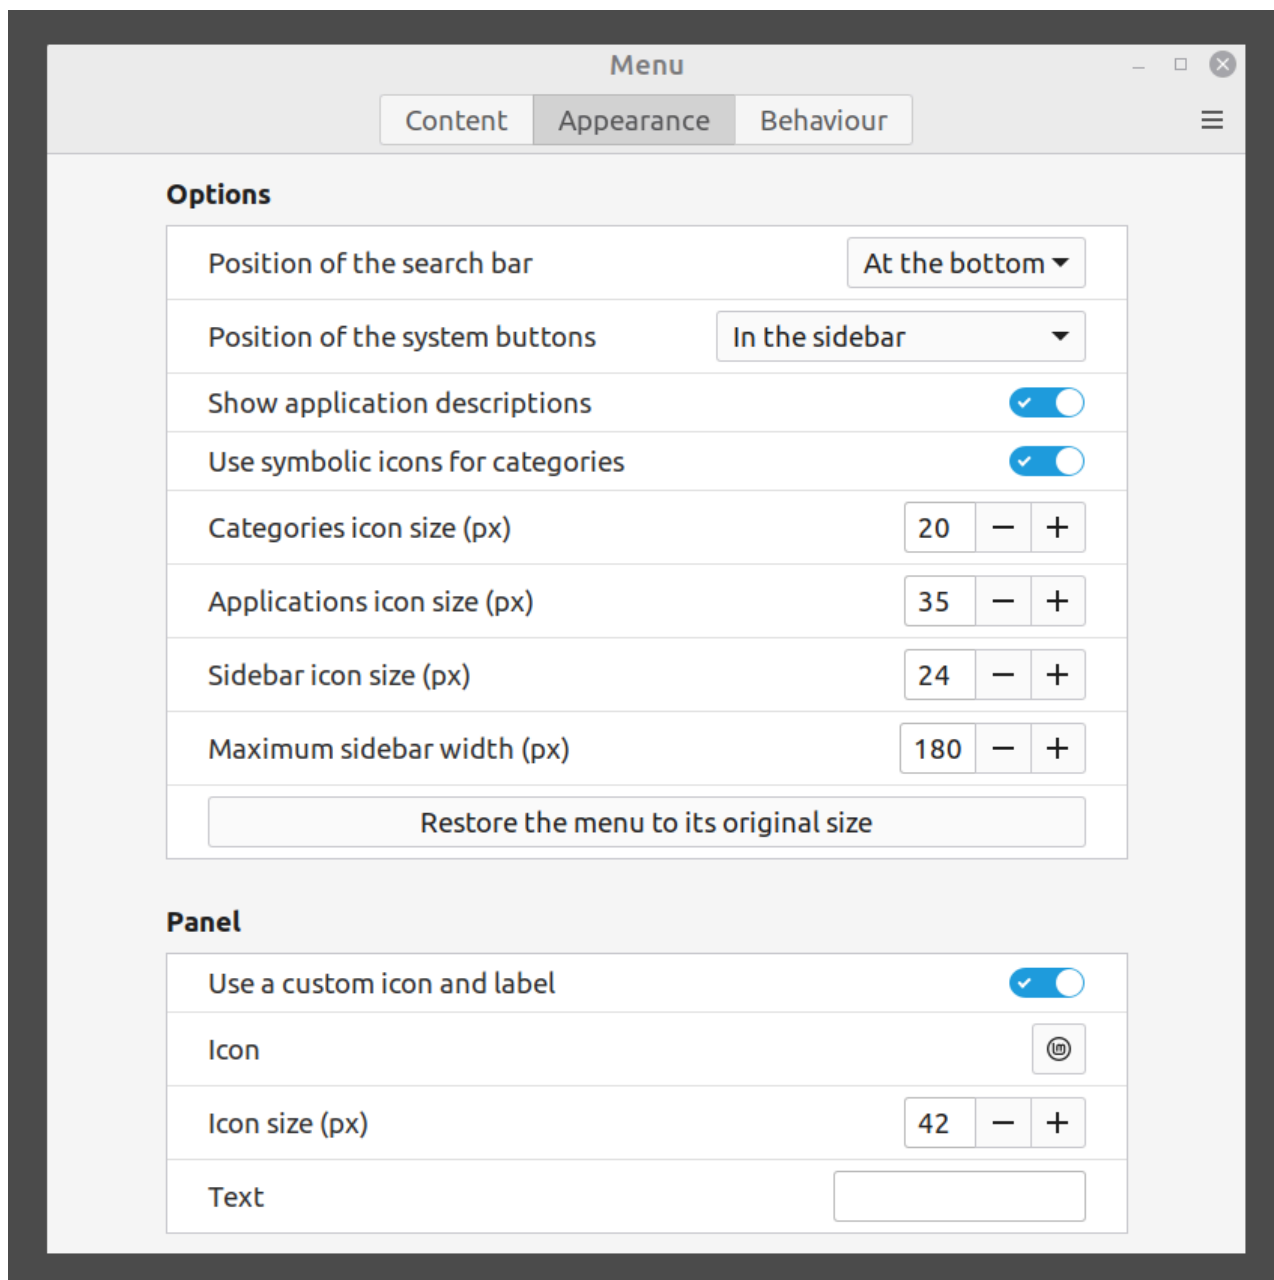 Menu
Content Appearance Behaviour
Options
Position of the search bar At the bottom
Position of the system buttons In the sidebar
Show application descriptions
Use symbolic icons for categories
Categories icon size (px) 20 − +
Applications icon size (px) 35 − +
Sidebar icon size (px) 24 − +
Maximum sidebar width (px) 180 − +
Restore the menu to its original size
Panel
Use a custom icon and label
Icon
Icon size (px) 42 − +
Text